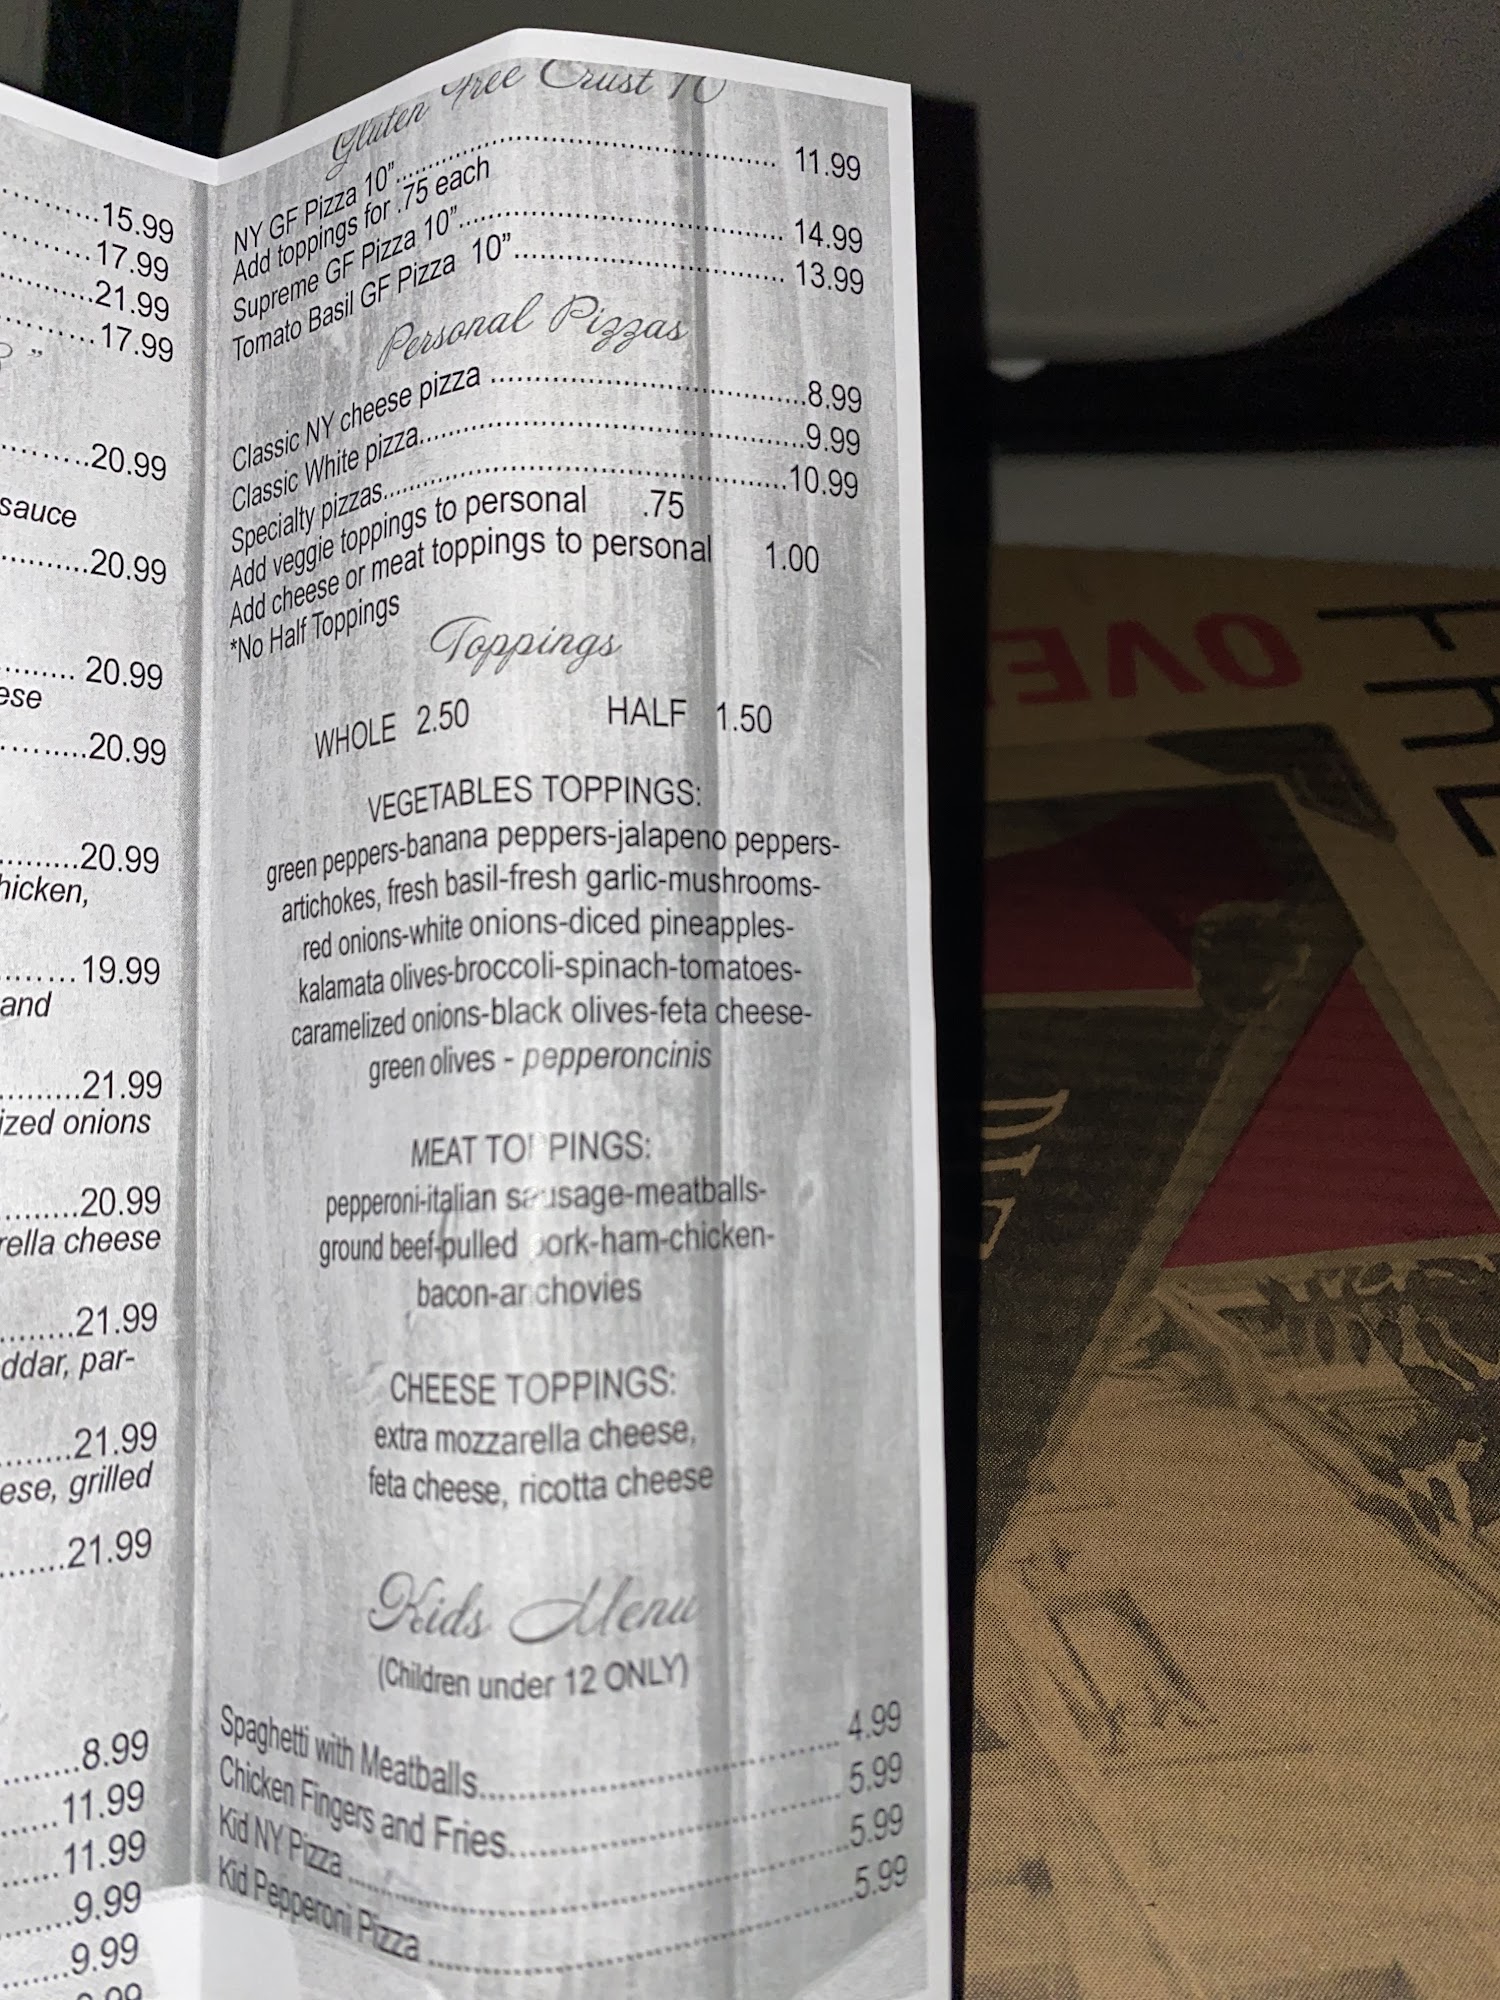 15.99
17.99
21.99
17.99
”
20.99
sauce
20.99
20.99
ese
20.99
20.99
hicken,
19.99
and
21.99
ized onions
20.99
rella cheese
21.99
ddar, par-
21.99
ese, grilled
21.99
8.99
11.99
11.99
9.99
9.99
Gluten Free Crust 10
NY GF Pizza 10”.......... 11.99
Add toppings for .75 each
Supreme GF Pizza 10”.......... 14.99
Tomato Basil GF Pizza 10”.......... 13.99
Personal Pizzas
Classic NY cheese pizza ..........8.99
Classic White pizza..........9.99
Specialty pizzas..........10.99
Add veggie toppings to personal .75
Add cheese or meat toppings to personal 1.00
*No Half Toppings
Toppings
WHOLE 2.50 HALF 1.50
VEGETABLES TOPPINGS:
green peppers-banana peppers-jalapeno peppers-
artichokes, fresh basil-fresh garlic-mushrooms-
red onions-white onions-diced pineapples-
kalamata olives-broccoli-spinach-tomatoes-
caramelized onions-black olives-feta cheese-
green olives - pepperoncinis
MEAT TOPPINGS:
pepperoni-italian sausage-meatballs-
ground beef-pulled pork-ham-chicken-
bacon-anchovies
CHEESE TOPPINGS:
extra mozzarella cheese,
feta cheese, ricotta cheese
Kids Menu
(Children under 12 ONLY)
Spaghetti with Meatballs.......... 4.99
Chicken Fingers and Fries..........5.99
Kid NY Pizza ..........5.99
Kid Pepperoni Pizza ..........5.99
OVE